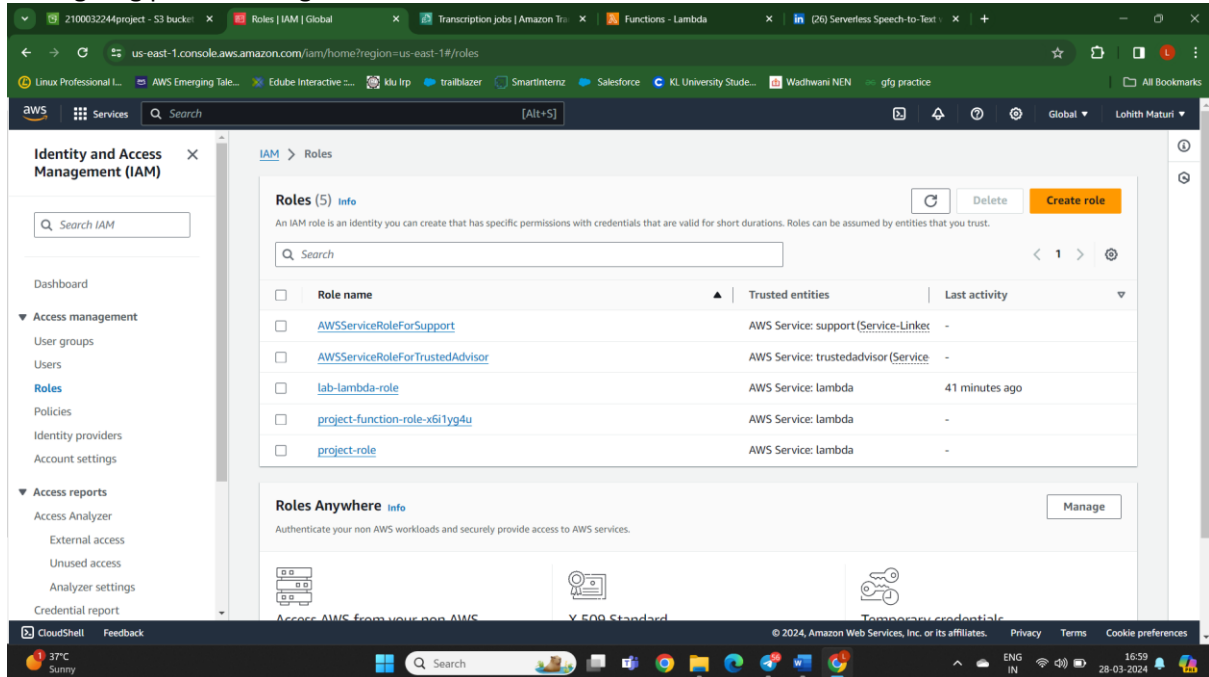 2100032244project - S3 bucket
Roles | IAM | Global
Transcription jobs | Amazon Tra
Functions - Lambda
(26) Serverless Speech-to-Text
us-east-1.console.aws.amazon.com/iam/home?region=us-east-1#/roles
Linux Professional I...
AWS Emerging Tale...
Edube Interactive ::...
klu lrp
trailblazer
SmartInternz
Salesforce
KL University Stude...
Wadhwani NEN
gfg practice
All Bookmarks
aws
Services
Search
[Alt+S]
Global
Lohith Maturi
Identity and Access
Management (IAM)
Search IAM
Dashboard
Access management
User groups
Users
Roles
Policies
Identity providers
Account settings
Access reports
Access Analyzer
External access
Unused access
Analyzer settings
Credential report
IAM > Roles
Roles (5) Info
Delete
Create role
An IAM role is an identity you can create that has specific permissions with credentials that are valid for short durations. Roles can be assumed by entities that you trust.
Search
1
Role name
Trusted entities
Last activity
AWSServiceRoleForSupport
AWS Service: support (Service-Linked
-
AWSServiceRoleForTrustedAdvisor
AWS Service: trustedadvisor (Service
-
lab-lambda-role
AWS Service: lambda
41 minutes ago
project-function-role-x6i1yg4u
AWS Service: lambda
-
project-role
AWS Service: lambda
-
Roles Anywhere Info
Manage
Authenticate your non AWS workloads and securely provide access to AWS services.
Access AWS from your non AWS
X.509 Standard
Temporary credentials
CloudShell
Feedback
© 2024, Amazon Web Services, Inc. or its affiliates.
Privacy
Terms
Cookie preferences
37°C
Sunny
Search
ENG
IN
16:59
28-03-2024